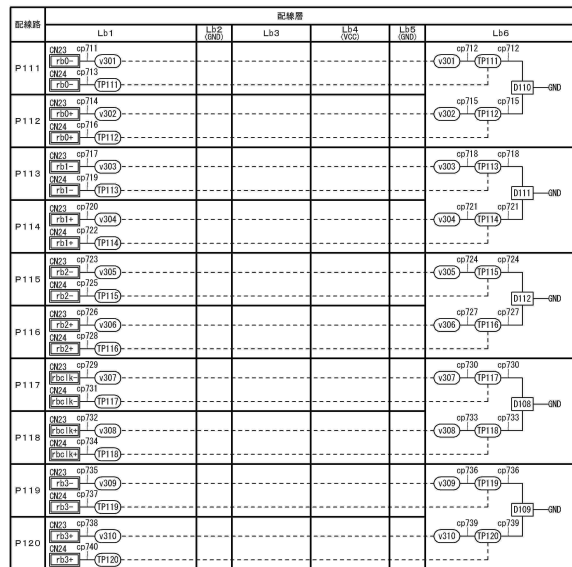 配線路
配線層
Lb1
Lb2
(GND)
Lb3
Lb4
(VCC)
Lb5
(GND)
Lb6
P111
CN23 cp711
rb0- v301
CN24 cp713
rb0- TP111
cp712 cp712
v301 TP111
D110 GND
P112
CN23 cp714
rb0+ v302
CN24 cp716
rb0+ TP112
cp715 cp715
v302 TP112
P113
CN23 cp717
rb1- v303
CN24 cp719
rb1- TP113
cp718 cp718
v303 TP113
D111 GND
P114
CN23 cp720
rb1+ v304
CN24 cp722
rb1+ TP114
cp721 cp721
v304 TP114
P115
CN23 cp723
rb2- v305
CN24 cp725
rb2- TP115
cp724 cp724
v305 TP115
D112 GND
P116
CN23 cp726
rb2+ v306
CN24 cp728
rb2+ TP116
cp727 cp727
v306 TP116
P117
CN23 cp729
rbclk- v307
CN24 cp731
rbclk- TP117
cp730 cp730
v307 TP117
D108 GND
P118
CN23 cp732
rbclk+ v308
CN24 cp734
rbclk+ TP118
cp733 cp733
v308 TP118
P119
CN23 cp735
rb3- v309
CN24 cp737
rb3- TP119
cp736 cp736
v309 TP119
D109 GND
P120
CN23 cp738
rb3+ v310
CN24 cp740
rb3+ TP120
cp739 cp739
v310 TP120